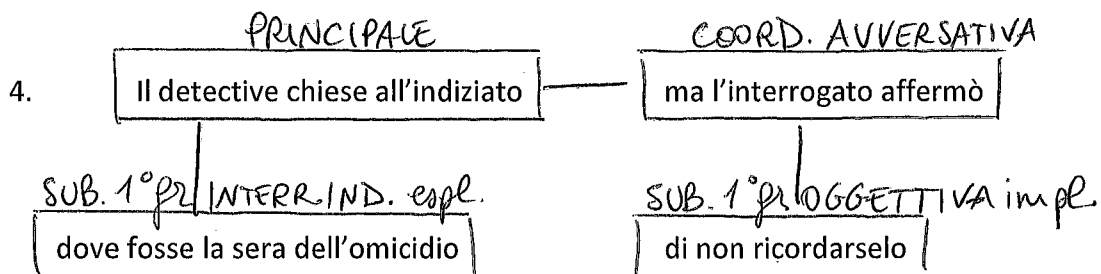 PRINCIPALE COORD. AVVERSATIVA
4. Il detective chiese all'indiziato ma l'interrogato affermò
SUB. 1° gr INTERR. IND. espl. SUB. 1° gr OGGETTIVA impl.
dove fosse la sera dell'omicidio di non ricordarselo